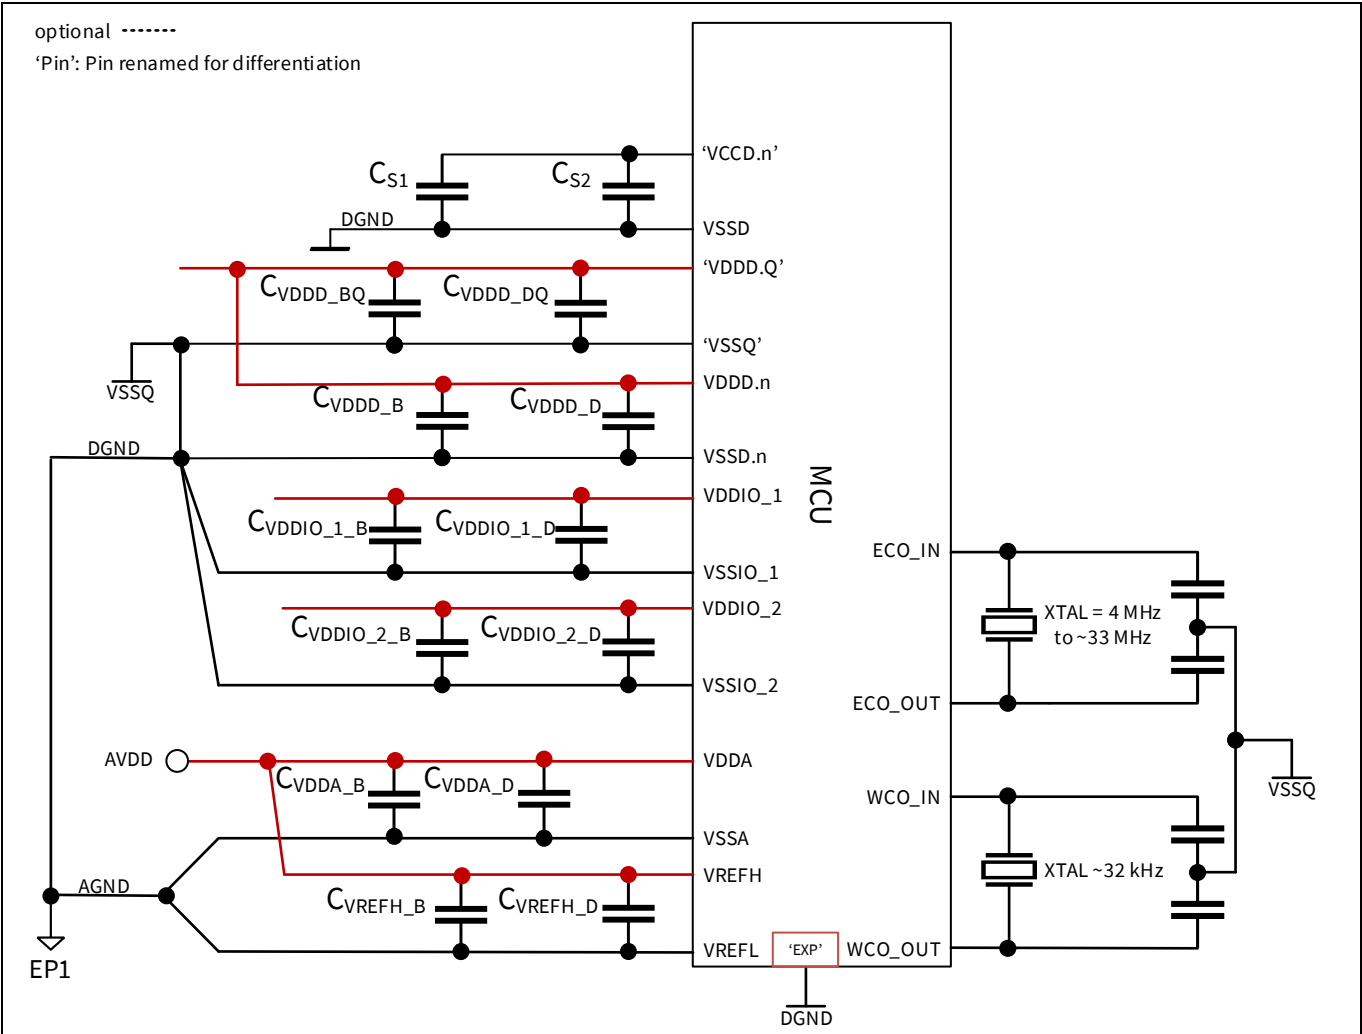 optional
‘Pin’: Pin renamed for differentiation
‘VCCD.n’
CS1
CS2
DGND
VSSD
‘VDDD.Q’
CVDDD_BQ
CVDDD_DQ
‘VSSQ’
VSSQ
VDDD.n
CVDDD_B
CVDDD_D
DGND
VSSD.n
VDDIO_1
CVDDIO_1_B
CVDDIO_1_D
VSSIO_1
VDDIO_2
CVDDIO_2_B
CVDDIO_2_D
VSSIO_2
AVDD
VDDA
CVDDA_B
CVDDA_D
VSSA
VREFH
AGND
CVREFH_B
CVREFH_D
VREFL
EP1
MCU
‘EXP’
DGND
ECO_IN
XTAL = 4 MHz
to ~33 MHz
ECO_OUT
WCO_IN
VSSQ
XTAL ~32 kHz
WCO_OUT